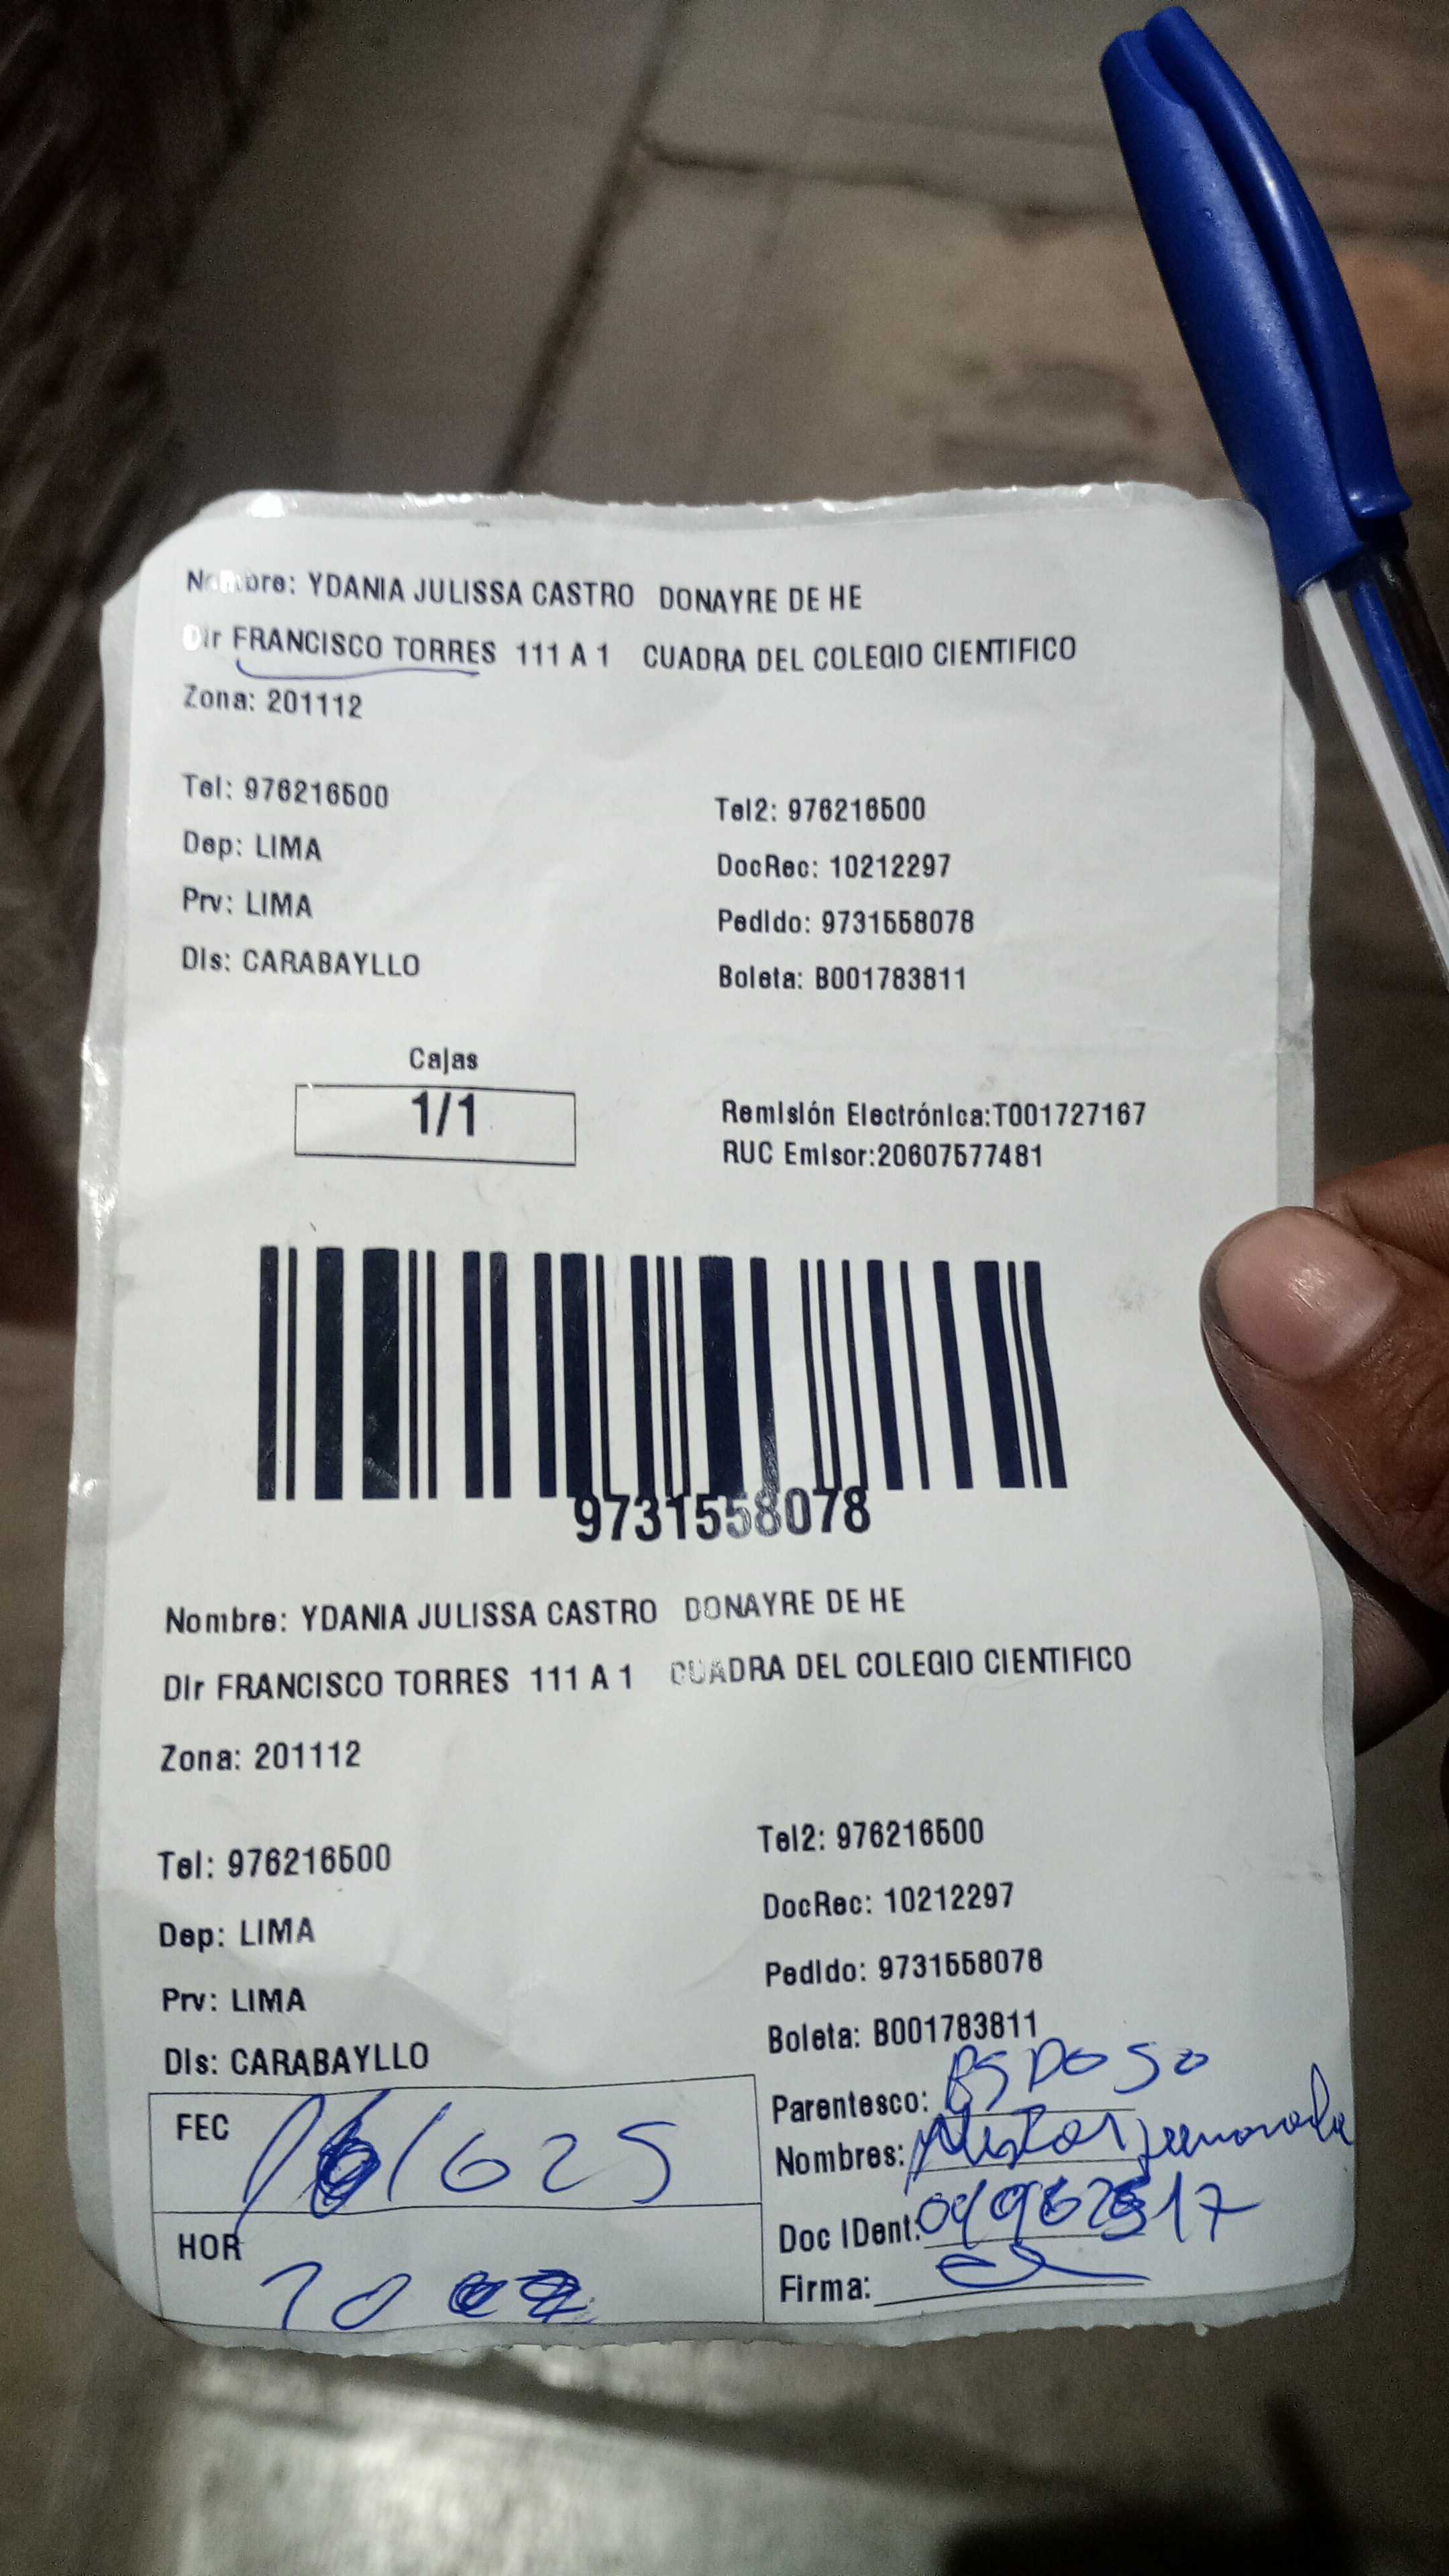 Nombre: YDANIA JULISSA CASTRO DONAYRE DE HE
Dir FRANCISCO TORRES 111 A 1 CUADRA DEL COLEGIO CIENTIFICO
Zona: 201112
Tel: 976216500
Tel2: 976216500
Dep: LIMA
DocRec: 10212297
Prv: LIMA
Pedido: 9731558078
Dis: CARABAYLLO
Boleta: B001783811
Cajas
1/1
Remisión Electrónica:T001727167
RUC Emisor:20607577481
9731558078
Nombre: YDANIA JULISSA CASTRO DONAYRE DE HE
Dir FRANCISCO TORRES 111 A 1 CUADRA DEL COLEGIO CIENTIFICO
Zona: 201112
Tel: 976216500
Tel2: 976216500
Dep: LIMA
DocRec: 10212297
Prv: LIMA
Pedido: 9731558078
Dis: CARABAYLLO
Boleta: B001783811
FEC
Parentesco: ESPOSO
Nombres:
HOR
Doc IDent:
Firma: